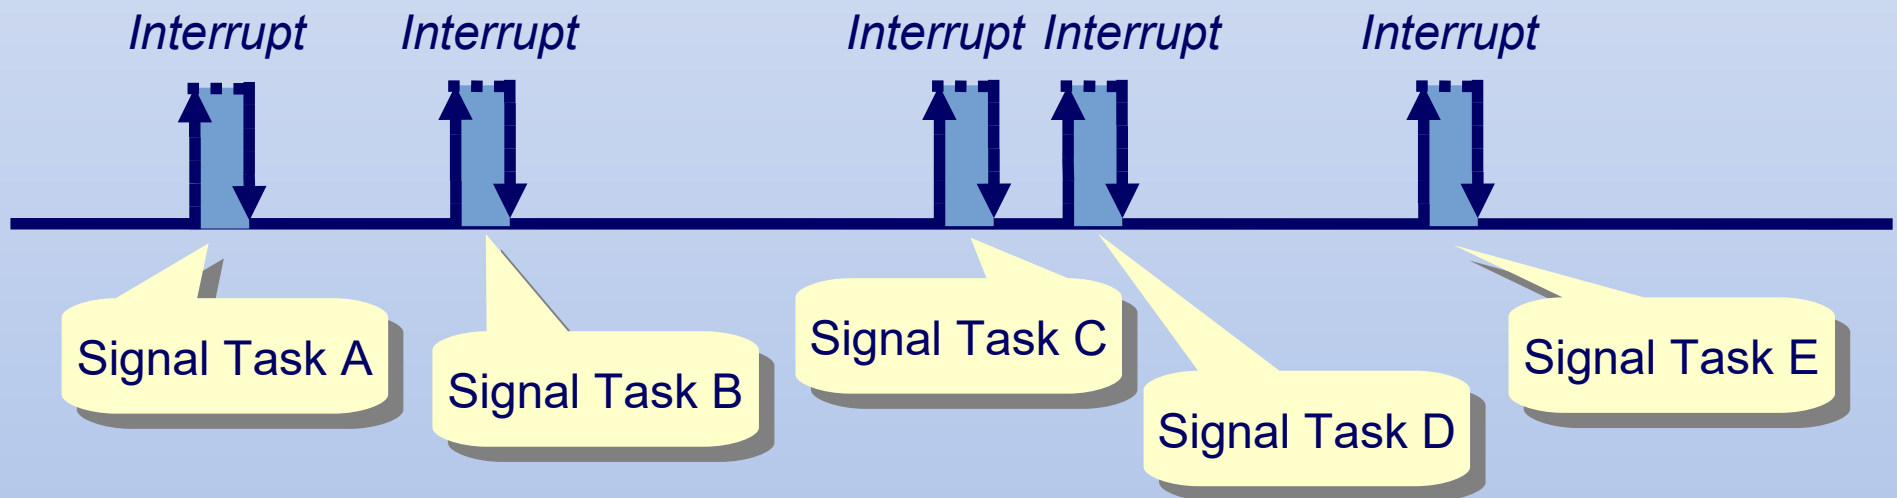 Interrupt Interrupt Interrupt Interrupt Interrupt
Signal Task A
Signal Task B
Signal Task C
Signal Task D
Signal Task E